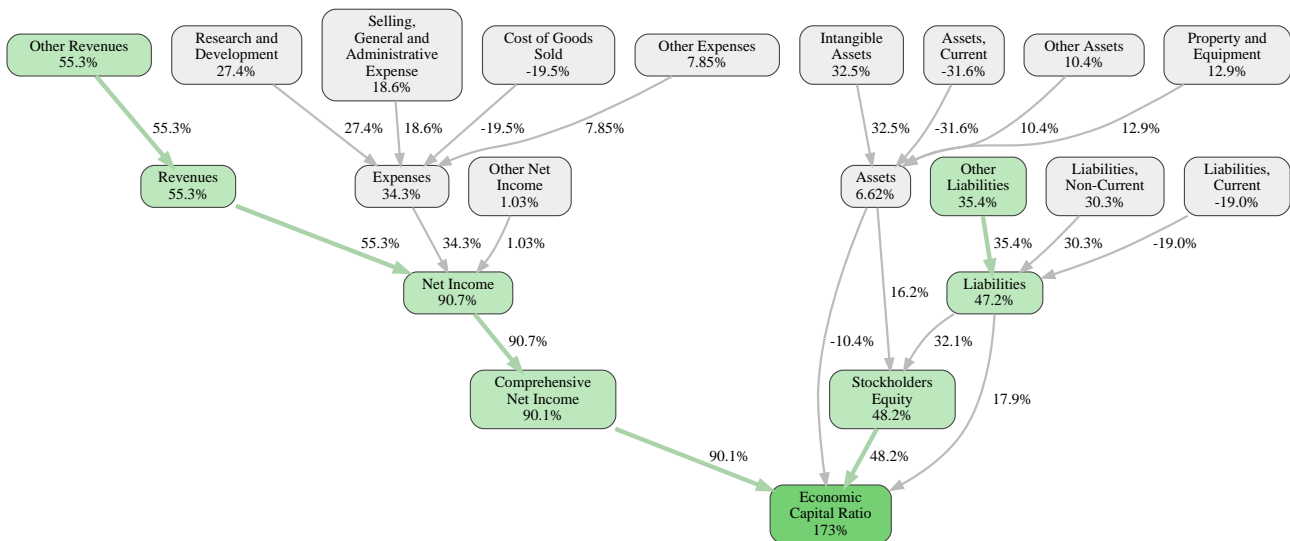 Other Revenues
55.3%
Research and
Development
27.4%
Selling,
General and
Administrative
Expense
18.6%
Cost of Goods
Sold
-19.5%
Other Expenses
7.85%
Intangible
Assets
32.5%
Assets,
Current
-31.6%
Other Assets
10.4%
Property and
Equipment
12.9%
55.3%
27.4%
18.6%
-19.5%
7.85%
32.5%
-31.6%
10.4%
12.9%
Revenues
55.3%
Expenses
34.3%
Other Net
Income
1.03%
Assets
6.62%
Other
Liabilities
35.4%
Liabilities,
Non-Current
30.3%
Liabilities,
Current
-19.0%
55.3%
34.3%
1.03%
35.4%
30.3%
-19.0%
Net Income
90.7%
16.2%
Liabilities
47.2%
90.7%
-10.4%
32.1%
Comprehensive
Net Income
90.1%
Stockholders
Equity
48.2%
17.9%
90.1%
48.2%
Economic
Capital Ratio
173%